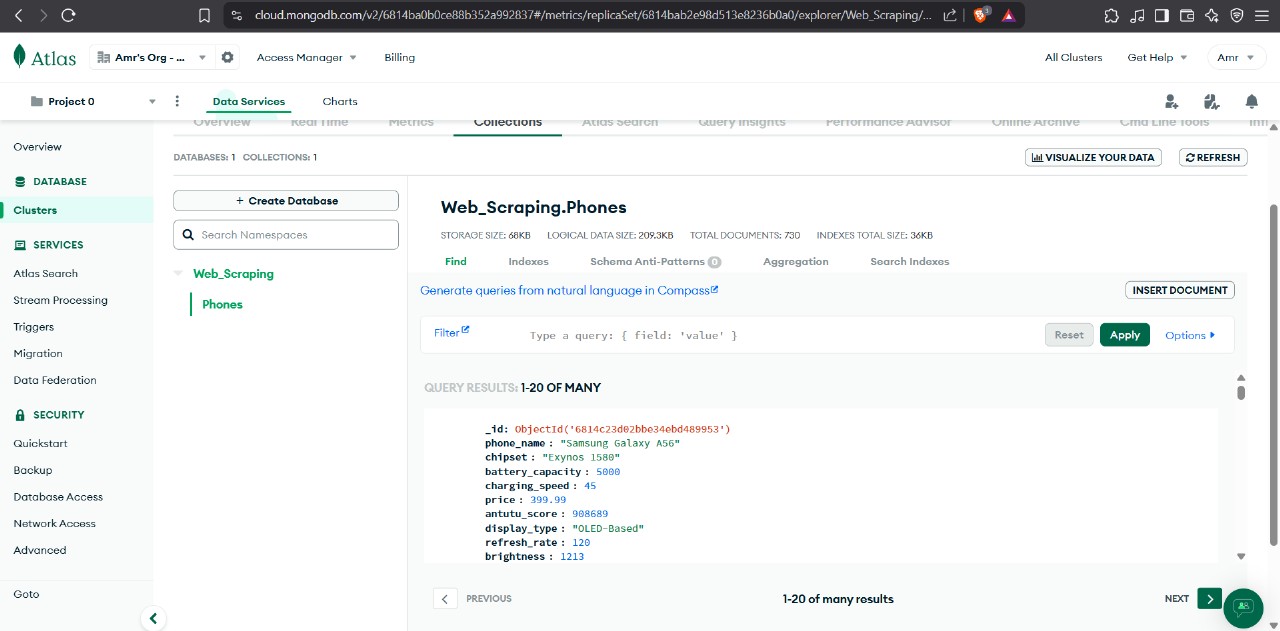 cloud.mongodb.com/v2/6814ba0b0ce88b352a992837#/metrics/replicaSet/6814bab2e98d513e8236b0a0/explorer/Web_Scraping/...
1
Atlas
Amr's Org - ...
Access Manager
Billing
All Clusters
Get Help
Amr
Project 0
Data Services
Charts
Overview
Real Time
Metrics
Collections
Atlas Search
Query Insights
Performance Advisor
Online Archive
Cmd Line Tools
DATABASES: 1 COLLECTIONS: 1
VISUALIZE YOUR DATA
REFRESH
Overview
DATABASE
Clusters
SERVICES
Atlas Search
Stream Processing
Triggers
Migration
Data Federation
SECURITY
Quickstart
Backup
Database Access
Network Access
Advanced
Goto
+ Create Database
Search Namespaces
Web_Scraping
Phones
Web_Scraping.Phones
STORAGE SIZE: 68KB LOGICAL DATA SIZE: 209.3KB TOTAL DOCUMENTS: 730 INDEXES TOTAL SIZE: 36KB
Find
Indexes
Schema Anti-Patterns 0
Aggregation
Search Indexes
Generate queries from natural language in Compass
INSERT DOCUMENT
Filter
Type a query: { field: 'value' }
Reset
Apply
Options
QUERY RESULTS: 1-20 OF MANY
_id: ObjectId('6814c23d02bbe34ebd489953')
phone_name : "Samsung Galaxy A56"
chipset : "Exynos 1580"
battery_capacity : 5000
charging_speed : 45
price : 399.99
antutu_score : 908689
display_type : "OLED-Based"
refresh_rate : 120
brightness : 1213
PREVIOUS
1-20 of many results
NEXT